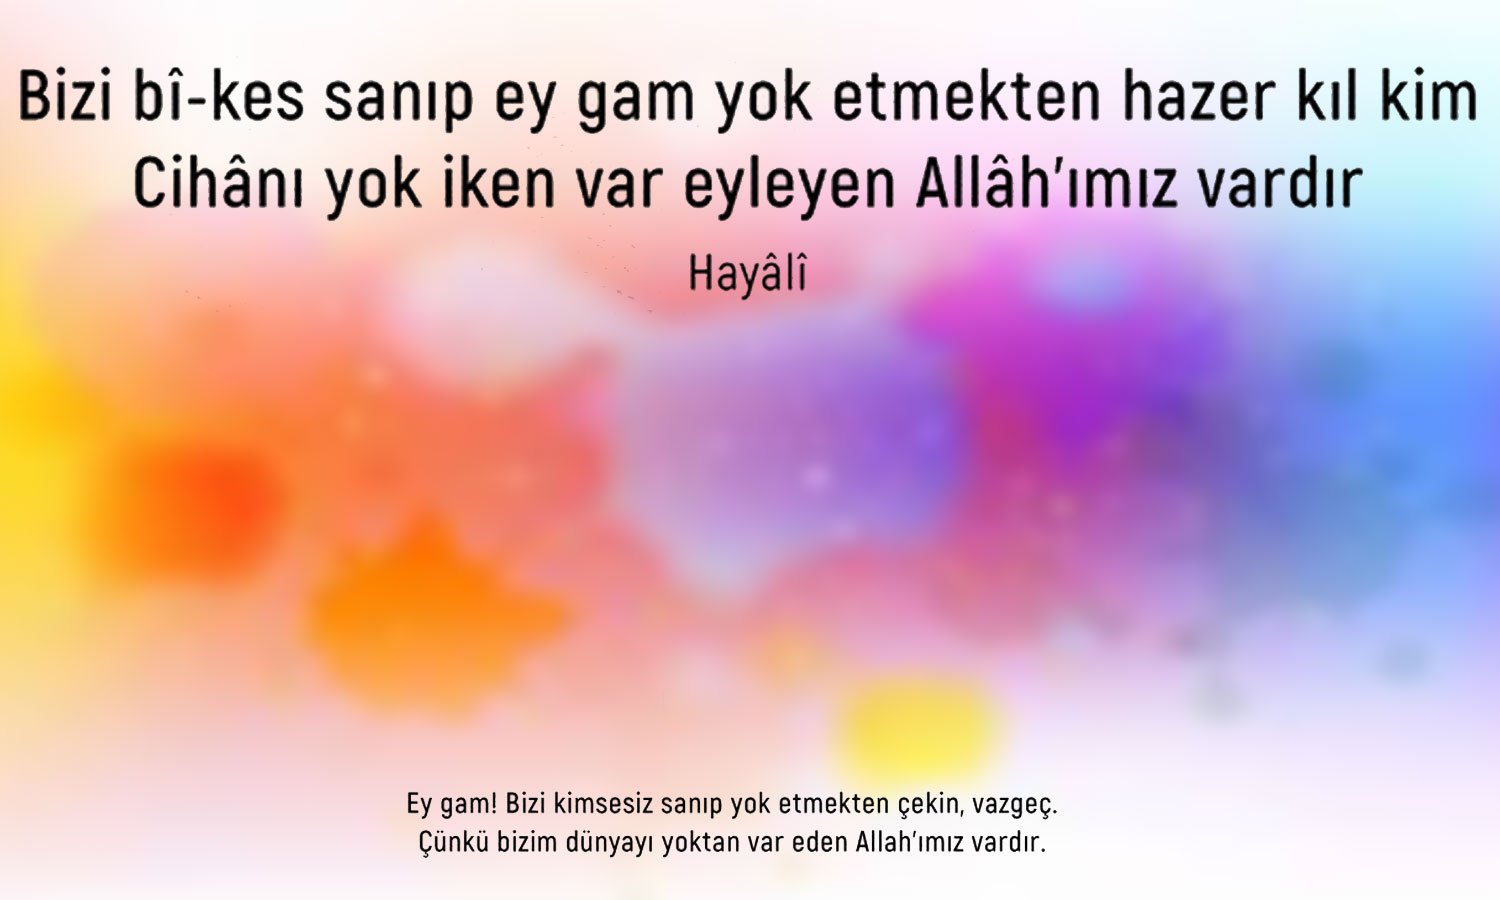 Bizi bî-kes sanıp ey gam yok etmekten hazer kıl kim
Cihânı yok iken var eyleyen Allâh’ımız vardır
Hayâlî
Ey gam! Bizi kimsesiz sanıp yok etmekten çekin, vazgeç.
Çünkü bizim dünyayı yoktan var eden Allah’ımız vardır.